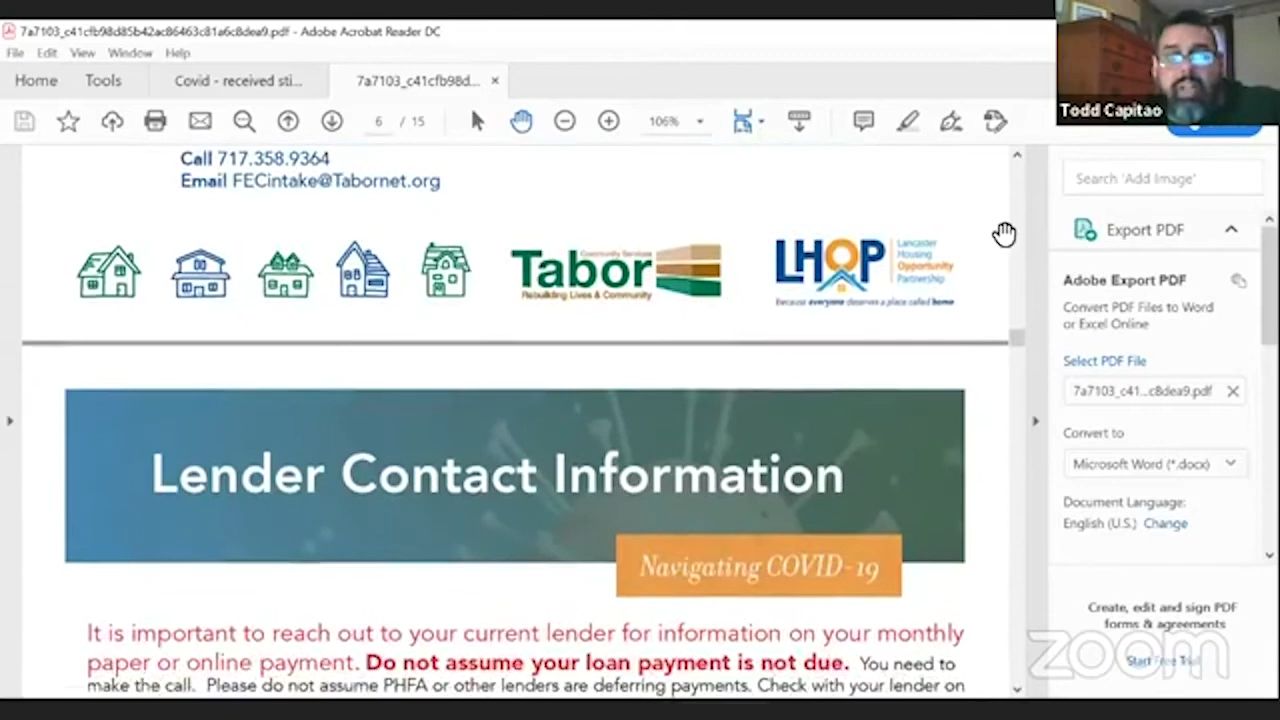 7a7103_c41cfb98d85b42ac86463c81a6c8dea9.pdf - Adobe Acrobat Reader DC
File Edit View Window Help
Home Tools Covid - received sti... 7a7103_c41cfb98d... ×
6 / 15 106%
Todd Capitao
Call 717.358.9364
Email FECintake@Tabornet.org
Community Services
Tabor
Rebuilding Lives & Community
LHOP
Lancaster
Housing
Opportunity
Partnership
because everyone deserves a place called home
Lender Contact Information
Navigating COVID-19
It is important to reach out to your current lender for information on your monthly
paper or online payment. Do not assume your loan payment is not due. You need to
make the call. Please do not assume PHFA or other lenders are deferring payments. Check with your lender on
Search 'Add Image'
Export PDF
Adobe Export PDF
Convert PDF Files to Word
or Excel Online
Select PDF File
7a7103_c41...c8dea9.pdf
Convert to
Microsoft Word (*.docx)
Document Language:
English (U.S.) Change
Create, edit and sign PDF
forms & agreements
Start Free Trial
zoom